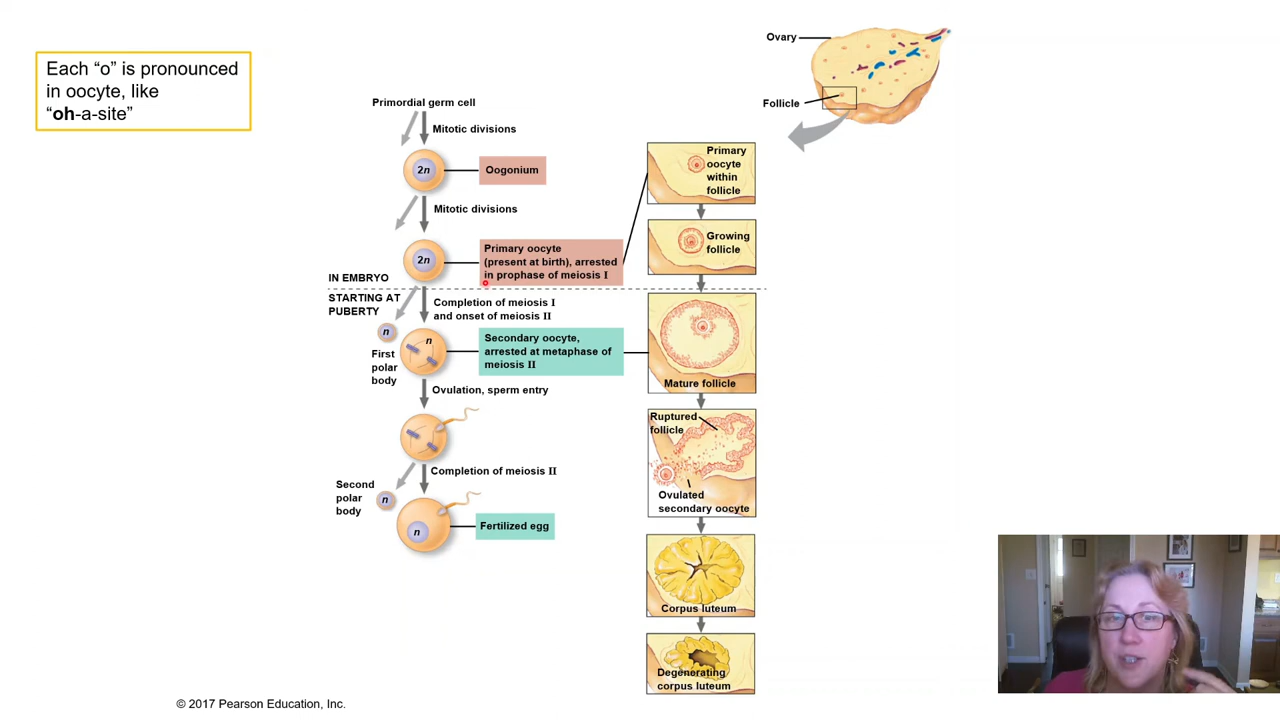 Each “o” is pronounced
in oocyte, like
“oh-a-site”
Primordial germ cell
Mitotic divisions
2n
Oogonium
Mitotic divisions
2n
Primary oocyte
(present at birth), arrested
in prophase of meiosis I
IN EMBRYO
STARTING AT
PUBERTY
Completion of meiosis I
and onset of meiosis II
n
First
polar
body
n
Secondary oocyte,
arrested at metaphase of
meiosis II
Ovulation, sperm entry
Completion of meiosis II
Second
polar
body
n
n
Fertilized egg
Ovary
Follicle
Primary
oocyte
within
follicle
Growing
follicle
Mature follicle
Ruptured
follicle
Ovulated
secondary oocyte
Corpus luteum
Degenerating
corpus luteum
© 2017 Pearson Education, Inc.